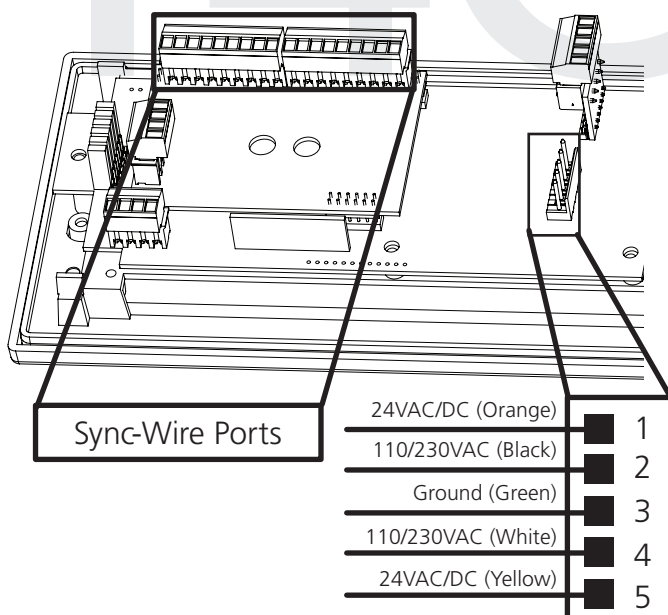 Sync-Wire Ports
24VAC/DC (Orange) 1
110/230VAC (Black) 2
Ground (Green) 3
110/230VAC (White) 4
24VAC/DC (Yellow) 5